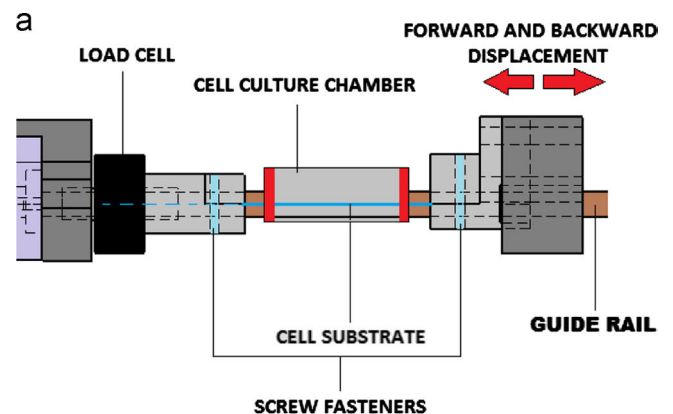 a
LOAD CELL
CELL CULTURE CHAMBER
FORWARD AND BACKWARD
DISPLACEMENT
GUIDE RAIL
CELL SUBSTRATE
SCREW FASTENERS